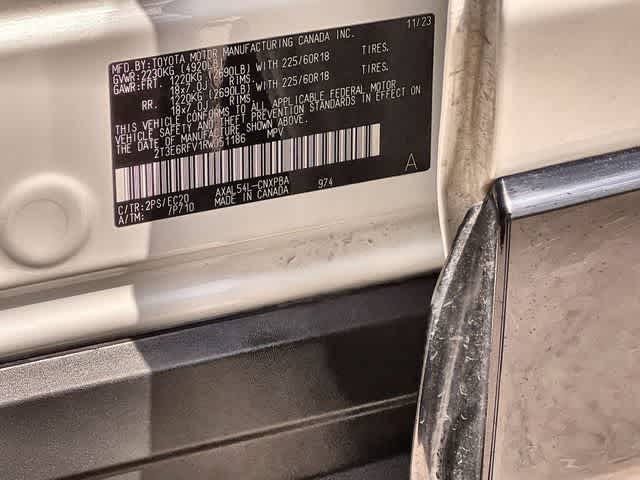 MFD.BY:TOYOTA MOTOR MANUFACTURING CANADA INC. 11/23
GVWR:2230KG (4920LB)
GAWR:FRT. 1220KG (2690LB) WITH 225/60R18 TIRES.
18x7.0J RIMS
RR. 1220KG (2690LB) WITH 225/60R18 TIRES.
18x7.0J RIMS
THIS VEHICLE CONFORMS TO ALL APPLICABLE FEDERAL MOTOR
VEHICLE SAFETY AND THEFT PREVENTION STANDARDS IN EFFECT ON
THE DATE OF MANUFACTURE SHOWN ABOVE.
2T3E6RFV1RW051186 MPV
C/TR:2PS/EC20 AXAL54L-CNXPBA 974 A
A/TM: 7P710 MADE IN CANADA